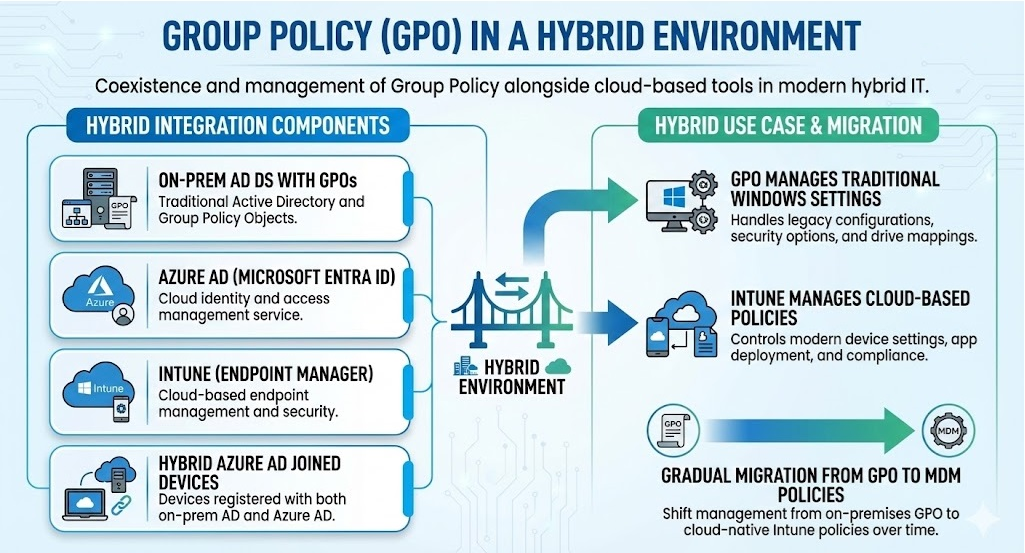 GROUP POLICY (GPO) IN A HYBRID ENVIRONMENT
Coexistence and management of Group Policy alongside cloud-based tools in modern hybrid IT.
HYBRID INTEGRATION COMPONENTS
GPO
ON-PREM AD DS WITH GPOs
Traditional Active Directory and
Group Policy Objects.
Azure
AZURE AD (MICROSOFT ENTRA ID)
Cloud identity and access
management service.
Intune
INTUNE (ENDPOINT MANAGER)
Cloud-based endpoint
management and security.
HYBRID AZURE AD JOINED
DEVICES
Devices registered with both
on-prem AD and Azure AD.
HYBRID
ENVIRONMENT
HYBRID USE CASE & MIGRATION
GPO MANAGES TRADITIONAL
WINDOWS SETTINGS
Handles legacy configurations,
security options, and drive mappings.
INTUNE MANAGES CLOUD-BASED
POLICIES
Controls modern device settings, app
deployment, and compliance.
GPO
MDM
GRADUAL MIGRATION FROM GPO TO MDM
POLICIES
Shift management from on-premises GPO to
cloud-native Intune policies over time.